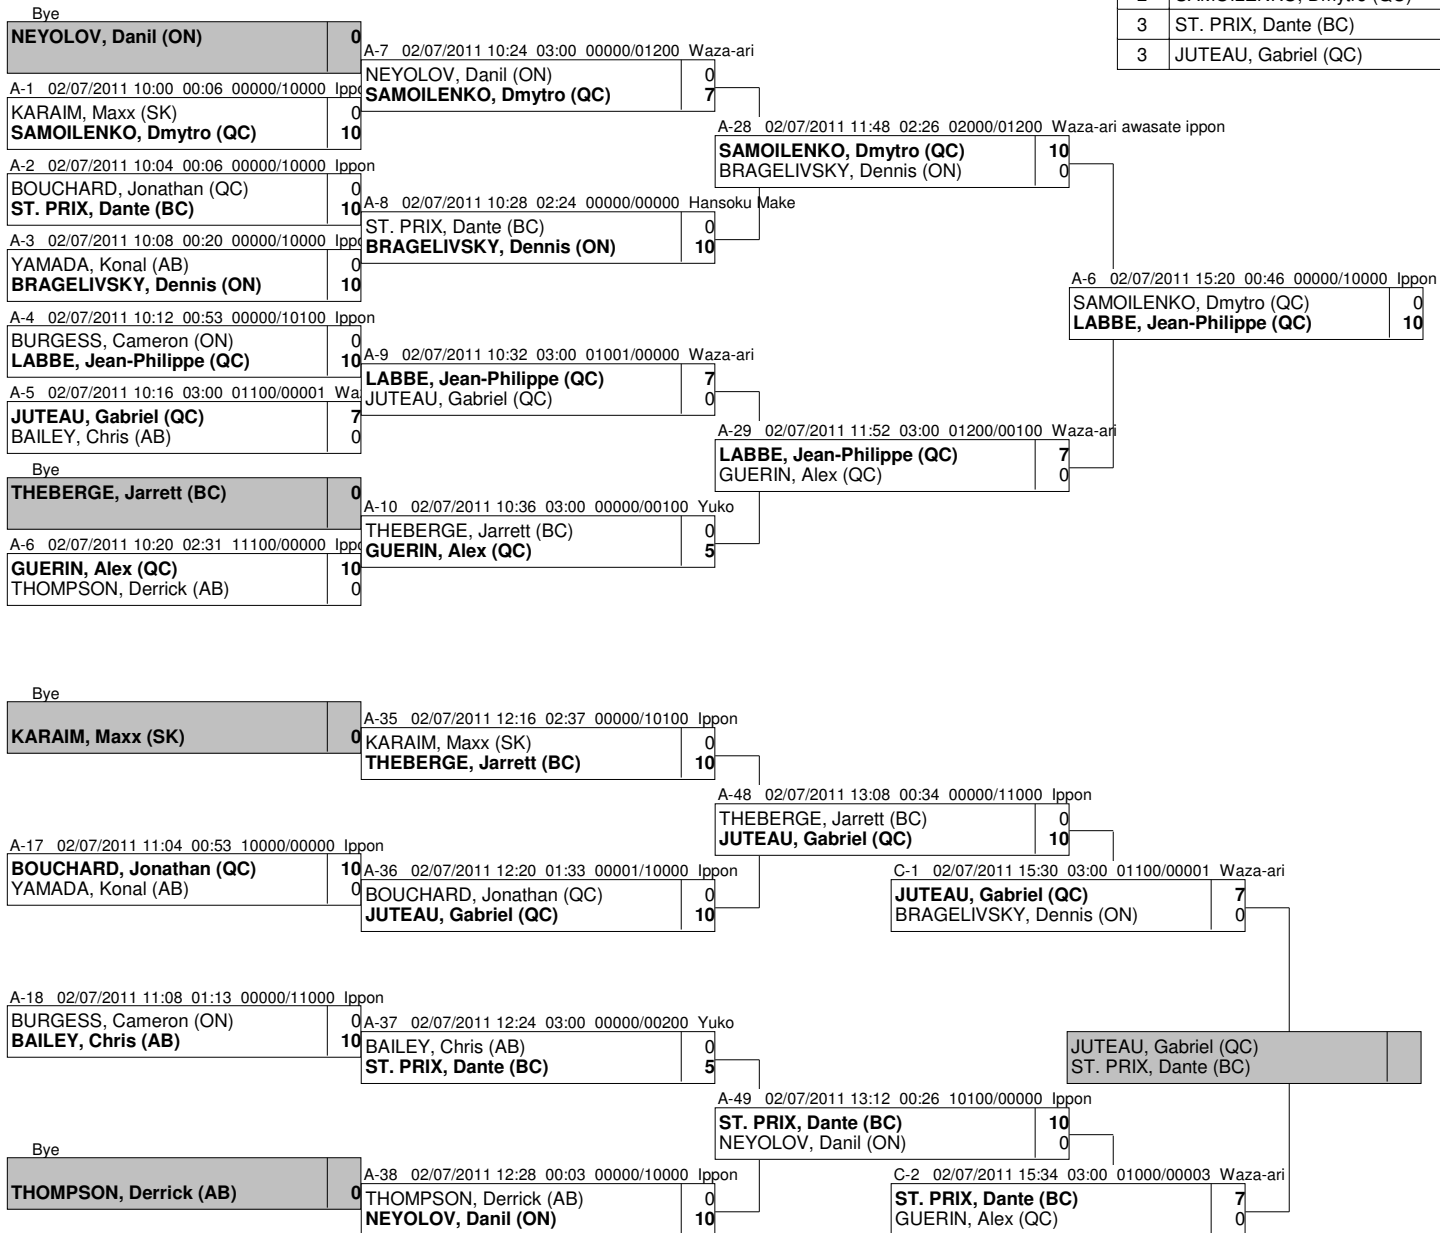 3 ST. PRIX, Dante (BC)
3 JUTEAU, Gabriel (QC)
Bye
NEYOLOV, Danil (ON) 0
A-1 02/07/2011 10:00 00:06 00000/10000
KARAIM, Maxx (SK) 0
SAMOILENKO, Dmytro (QC) 10
A-2 02/07/2011 10:04 00:06 00000/10000 Ippon
BOUCHARD, Jonathan (QC) 0
ST. PRIX, Dante (BC) 10
A-3 02/07/2011 10:08 00:20 00000/10000
YAMADA, Konal (AB) 0
BRAGELIVSKY, Dennis (ON) 10
A-4 02/07/2011 10:12 00:53 00000/10100 Ippon
BURGESS, Cameron (ON) 0
LABBE, Jean-Philippe (QC) 10
A-5 02/07/2011 10:16 03:00 01100/00001
JUTEAU, Gabriel (QC) 7
BAILEY, Chris (AB) 0
Bye
THEBERGE, Jarrett (BC) 0
A-6 02/07/2011 10:20 02:31 11100/00000
GUERIN, Alex (QC) 10
THOMPSON, Derrick (AB) 0
A-7 02/07/2011 10:24 03:00 00000/01200 Waza-ari
NEYOLOV, Danil (ON) 0
SAMOILENKO, Dmytro (QC) 7
A-8 02/07/2011 10:28 02:24 00000/00000 Hansoku Make
ST. PRIX, Dante (BC) 0
BRAGELIVSKY, Dennis (ON) 10
A-9 02/07/2011 10:32 03:00 01001/00000 Waza-ari
LABBE, Jean-Philippe (QC) 7
JUTEAU, Gabriel (QC) 0
A-10 02/07/2011 10:36 03:00 00000/00100 Yuko
THEBERGE, Jarrett (BC) 0
GUERIN, Alex (QC) 5
A-28 02/07/2011 11:48 02:26 02000/01200 Waza-ari awasate ippon
SAMOILENKO, Dmytro (QC) 10
BRAGELIVSKY, Dennis (ON) 0
A-29 02/07/2011 11:52 03:00 01200/00100 Waza-ari
LABBE, Jean-Philippe (QC) 7
GUERIN, Alex (QC) 0
A-6 02/07/2011 15:20 00:46 00000/10000 Ippon
SAMOILENKO, Dmytro (QC) 0
LABBE, Jean-Philippe (QC) 10
Bye
KARAIM, Maxx (SK) 0
A-17 02/07/2011 11:04 00:53 10000/00000 Ippon
BOUCHARD, Jonathan (QC) 10
YAMADA, Konal (AB) 0
A-18 02/07/2011 11:08 01:13 00000/11000 Ippon
BURGESS, Cameron (ON) 0
BAILEY, Chris (AB) 10
Bye
THOMPSON, Derrick (AB) 0
A-35 02/07/2011 12:16 02:37 00000/10100 Ippon
KARAIM, Maxx (SK) 0
THEBERGE, Jarrett (BC) 10
A-36 02/07/2011 12:20 01:33 00001/10000 Ippon
BOUCHARD, Jonathan (QC) 0
JUTEAU, Gabriel (QC) 10
A-37 02/07/2011 12:24 03:00 00000/00200 Yuko
BAILEY, Chris (AB) 0
ST. PRIX, Dante (BC) 5
A-38 02/07/2011 12:28 00:03 00000/10000 Ippon
THOMPSON, Derrick (AB) 0
NEYOLOV, Danil (ON) 10
A-48 02/07/2011 13:08 00:34 00000/11000 Ippon
THEBERGE, Jarrett (BC) 0
JUTEAU, Gabriel (QC) 10
A-49 02/07/2011 13:12 00:26 10100/00000 Ippon
ST. PRIX, Dante (BC) 10
NEYOLOV, Danil (ON) 0
C-1 02/07/2011 15:30 03:00 01100/00001 Waza-ari
JUTEAU, Gabriel (QC) 7
BRAGELIVSKY, Dennis (ON) 0
C-2 02/07/2011 15:34 03:00 01000/00003 Waza-ari
ST. PRIX, Dante (BC) 7
GUERIN, Alex (QC) 0
JUTEAU, Gabriel (QC)
ST. PRIX, Dante (BC)